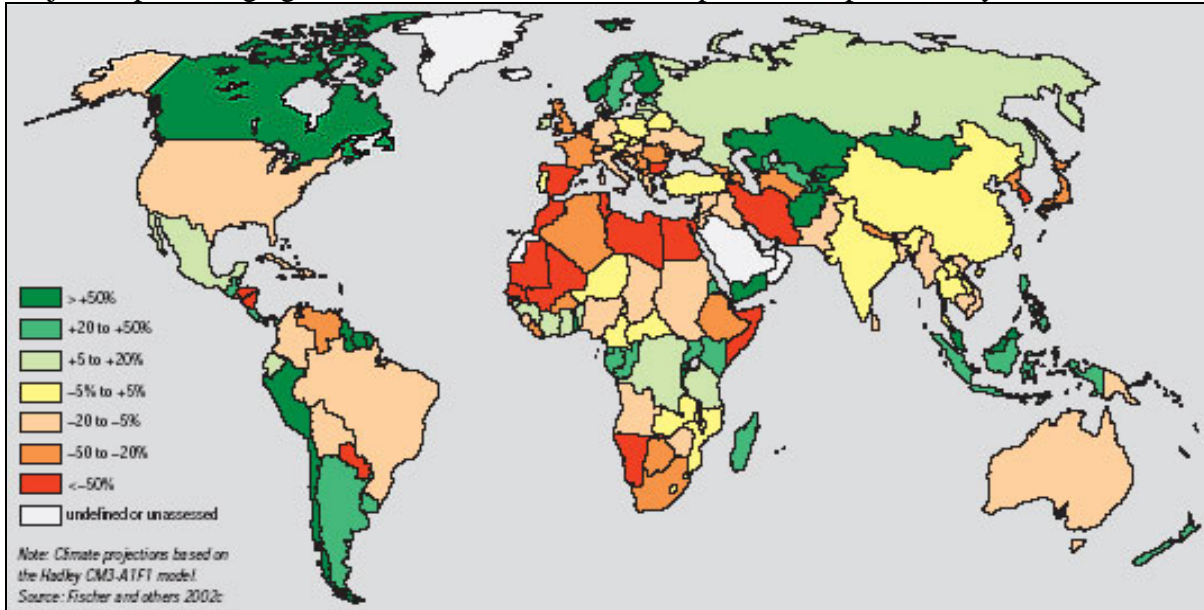 > +50%
+20 to +50%
+5 to +20%
–5% to +5%
–20 to –5%
–50 to –20%
<–50%
undefined or unassessed
Note: Climate projections based on
the Hadley CM3-A1F1 model.
Source: Fischer and others 2002c